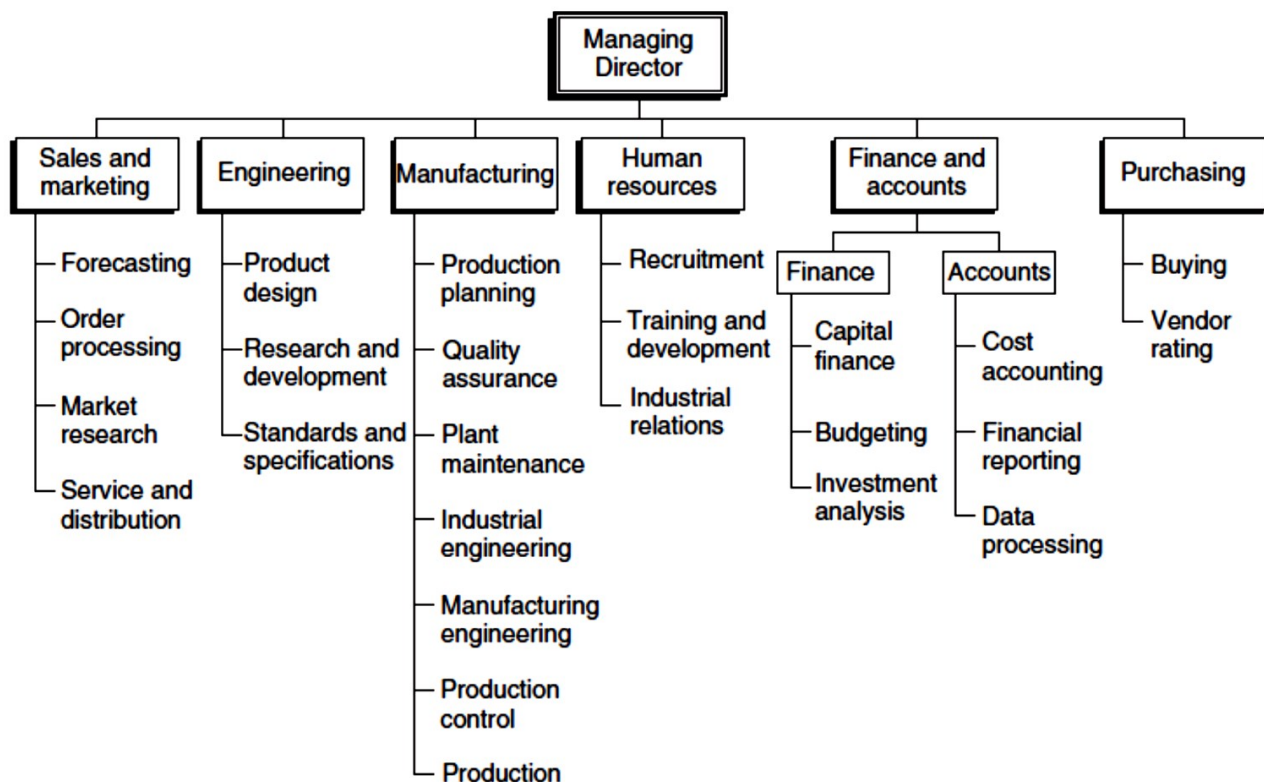 Managing
Director
Sales and
marketing
Engineering
Manufacturing
Human
resources
Finance and
accounts
Purchasing
Forecasting
Order
processing
Market
research
Service and
distribution
Product
design
Research and
development
Standards and
specifications
Production
planning
Quality
assurance
Plant
maintenance
Industrial
engineering
Manufacturing
engineering
Production
control
Production
Recruitment
Training and
development
Industrial
relations
Finance
Capital
finance
Budgeting
Investment
analysis
Accounts
Cost
accounting
Financial
reporting
Data
processing
Buying
Vendor
rating